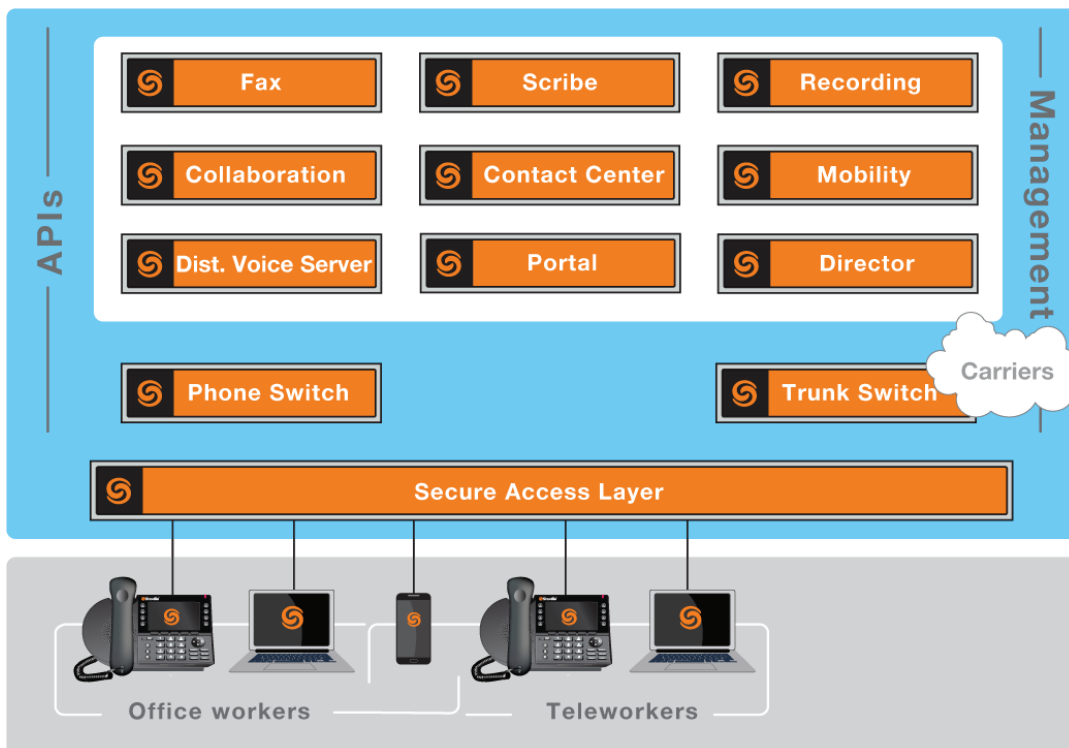 Fax
Scribe
Recording
Collaboration
Contact Center
Mobility
Dist. Voice Server
Portal
Director
APIs
Management
Phone Switch
Trunk Switch
Carriers
Secure Access Layer
Office workers
Teleworkers